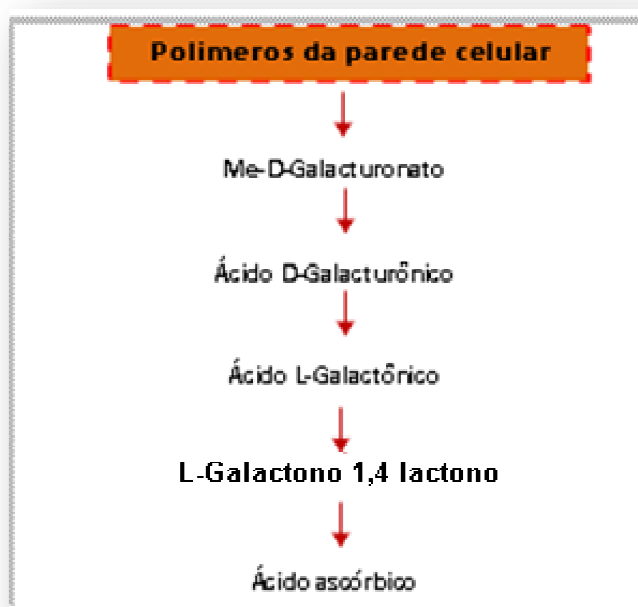 Polimeros da parede celular
Me-D-Galacturonato
Ácido D-Galacturônico
Ácido L-Galactônico
L-Galactono 1,4 lactono
Ácido ascórbico